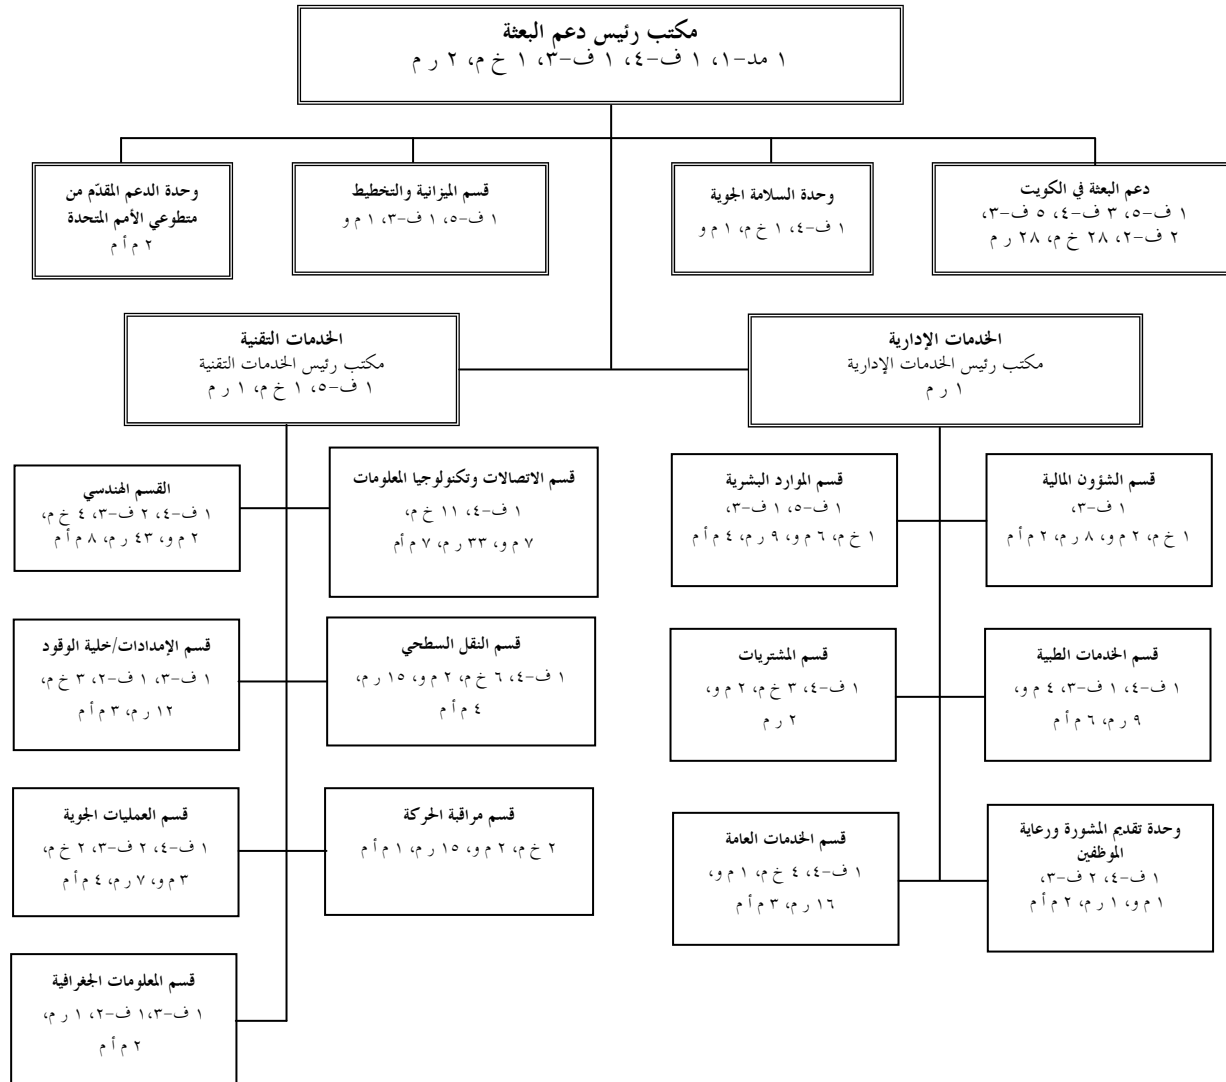 مكتب رئيس دعم البعثة
١ مد-١، ١ ف-٤، ١ ف-٣، ١ خ م، ٢ ر م
دعم البعثة في الكويت
١ ف-٥، ٣ ف-٤، ٥ ف-٣،
٢ ف-٢، ٢٨ خ م، ٢٨ ر م
وحدة السلامة الجوية
١ ف-٤، ١ خ م، ١ م و
قسم الميزانية والتخطيط
١ ف-٥، ١ ف-٣، ١ م و
وحدة الدعم المقدّم من
متطوعي الأمم المتحدة
٢ م أ م
الخدمات الإدارية
مكتب رئيس الخدمات الإدارية
١ ر م
الخدمات التقنية
مكتب رئيس الخدمات التقنية
١ ف-٥، ١ خ م، ١ ر م
قسم الشؤون المالية
١ ف-٣،
١ خ م، ٢ م و، ٨ ر م، ٢ م أ م
قسم الموارد البشرية
١ ف-٥، ١ ف-٣،
١ خ م، ٦ م و، ٩ ر م، ٤ م أ م
قسم الاتصالات وتكنولوجيا المعلومات
١ ف-٤، ١١ خ م،
٧ م و، ٣٣ ر م، ٧ م أ م
القسم الهندسي
١ ف-٤، ٢ ف-٣، ٤ خ م،
٢ م و، ٤٣ ر م، ٨ م أ م
قسم الخدمات الطبية
١ ف-٤، ١ ف-٣، ٤ م و،
٩ ر م، ٦ م أ م
قسم المشتريات
١ ف-٤، ٣ خ م، ٢ م و،
٢ ر م
قسم النقل السطحي
١ ف-٤، ٦ خ م، ٢ م و، ١٥ ر م،
٤ م أ م
قسم الإمدادات/خلية الوقود
١ ف-٣، ١ ف-٢، ٣ خ م،
١٢ ر م، ٣ م أ م
وحدة تقديم المشورة ورعاية
الموظفين
١ ف-٤، ٢ ف-٣،
١ م و، ١ ر م، ٢ م أ م
قسم الخدمات العامة
١ ف-٤، ٤ خ م، ١ م و،
١٦ ر م، ٣ م أ م
قسم مراقبة الحركة
٢ خ م، ٢ م و، ١٥ ر م، ١ م أ م
قسم العمليات الجوية
١ ف-٤، ٢ ف-٣، ٢ خ م،
٣ م و، ٧ ر م، ٤ م أ م
قسم المعلومات الجغرافية
١ ف-٣، ١ ف-٢، ١ ر م،
٢ م أ م